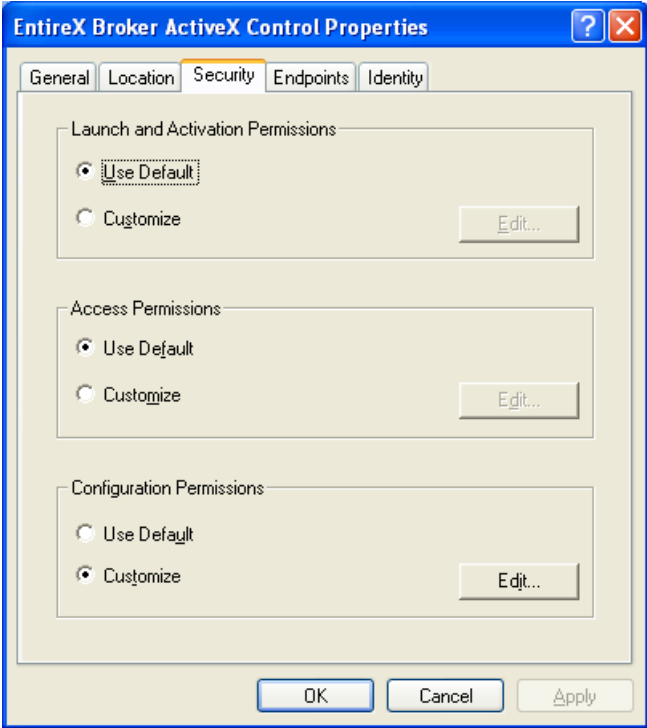 EntireX Broker ActiveX Control Properties
General Location Security Endpoints Identity
Launch and Activation Permissions
Use Default
Customize
Edit...
Access Permissions
Use Default
Customize
Edit...
Configuration Permissions
Use Default
Customize
Edit...
OK Cancel Apply